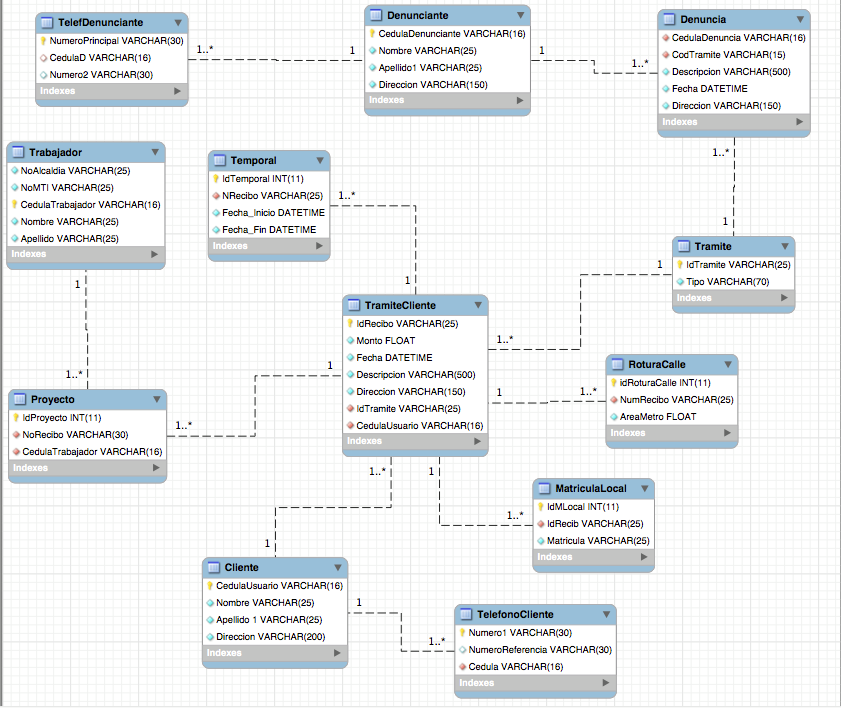 TelefDenunciante
NumeroPrincipal VARCHAR(30)
CedulaD VARCHAR(16)
Numero2 VARCHAR(30)
Indexes
1..*
1
Denunciante
CedulaDenunciante VARCHAR(16)
Nombre VARCHAR(25)
Apellido1 VARCHAR(25)
Direccion VARCHAR(150)
Indexes
1
1..*
Denuncia
CedulaDenuncia VARCHAR(16)
CodTramite VARCHAR(15)
Descripcion VARCHAR(500)
Fecha DATETIME
Direccion VARCHAR(150)
Indexes
1..*
1
Trabajador
NoAlcaldia VARCHAR(25)
NoMTI VARCHAR(25)
CedulaTrabajador VARCHAR(16)
Nombre VARCHAR(25)
Apellido VARCHAR(25)
Indexes
1
1..*
Temporal
IdTemporal INT(11)
NRecibo VARCHAR(25)
Fecha_Inicio DATETIME
Fecha_Fin DATETIME
Indexes
1..*
1
Tramite
IdTramite VARCHAR(25)
Tipo VARCHAR(70)
Indexes
1
1..*
TramiteCliente
IdRecibo VARCHAR(25)
Monto FLOAT
Fecha DATETIME
Descripcion VARCHAR(500)
Direccion VARCHAR(150)
IdTramite VARCHAR(25)
CedulaUsuario VARCHAR(16)
Indexes
1
1..*
RoturaCalle
idRoturaCalle INT(11)
NumRecibo VARCHAR(25)
AreaMetro FLOAT
Indexes
Proyecto
IdProyecto INT(11)
NoRecibo VARCHAR(30)
CedulaTrabajador VARCHAR(16)
Indexes
1..*
1
1..*
1
1
1..*
MatriculaLocal
IdMLocal INT(11)
IdRecib VARCHAR(25)
Matricula VARCHAR(25)
Indexes
Cliente
CedulaUsuario VARCHAR(16)
Nombre VARCHAR(25)
Apellido 1 VARCHAR(25)
Direccion VARCHAR(200)
Indexes
1
1..*
TelefonoCliente
Numero1 VARCHAR(30)
NumeroReferencia VARCHAR(30)
Cedula VARCHAR(16)
Indexes